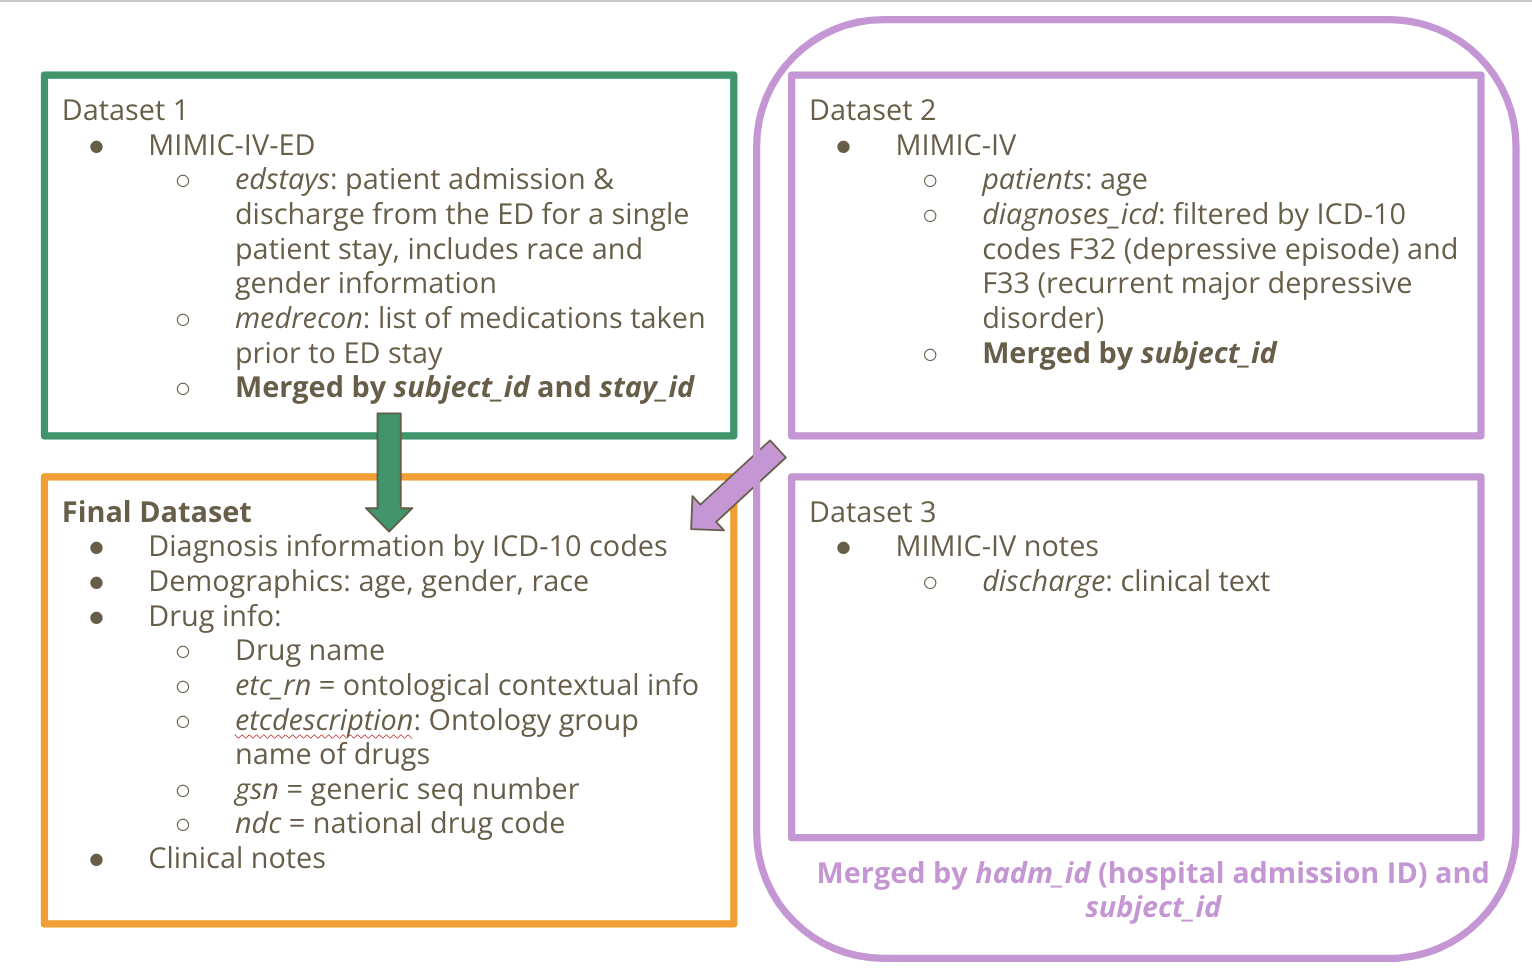 Dataset 1
● MIMIC-IV-ED
○ edstays: patient admission &
discharge from the ED for a single
patient stay, includes race and
gender information
○ medrecon: list of medications taken
prior to ED stay
○ Merged by subject_id and stay_id
Dataset 2
● MIMIC-IV
○ patients: age
○ diagnoses_icd: filtered by ICD-10
codes F32 (depressive episode) and
F33 (recurrent major depressive
disorder)
○ Merged by subject_id
Final Dataset
● Diagnosis information by ICD-10 codes
● Demographics: age, gender, race
● Drug info:
○ Drug name
○ etc_rn = ontological contextual info
○ etcdescription: Ontology group
name of drugs
○ gsn = generic seq number
○ ndc = national drug code
● Clinical notes
Dataset 3
● MIMIC-IV notes
○ discharge: clinical text
Merged by hadm_id (hospital admission ID) and
subject_id